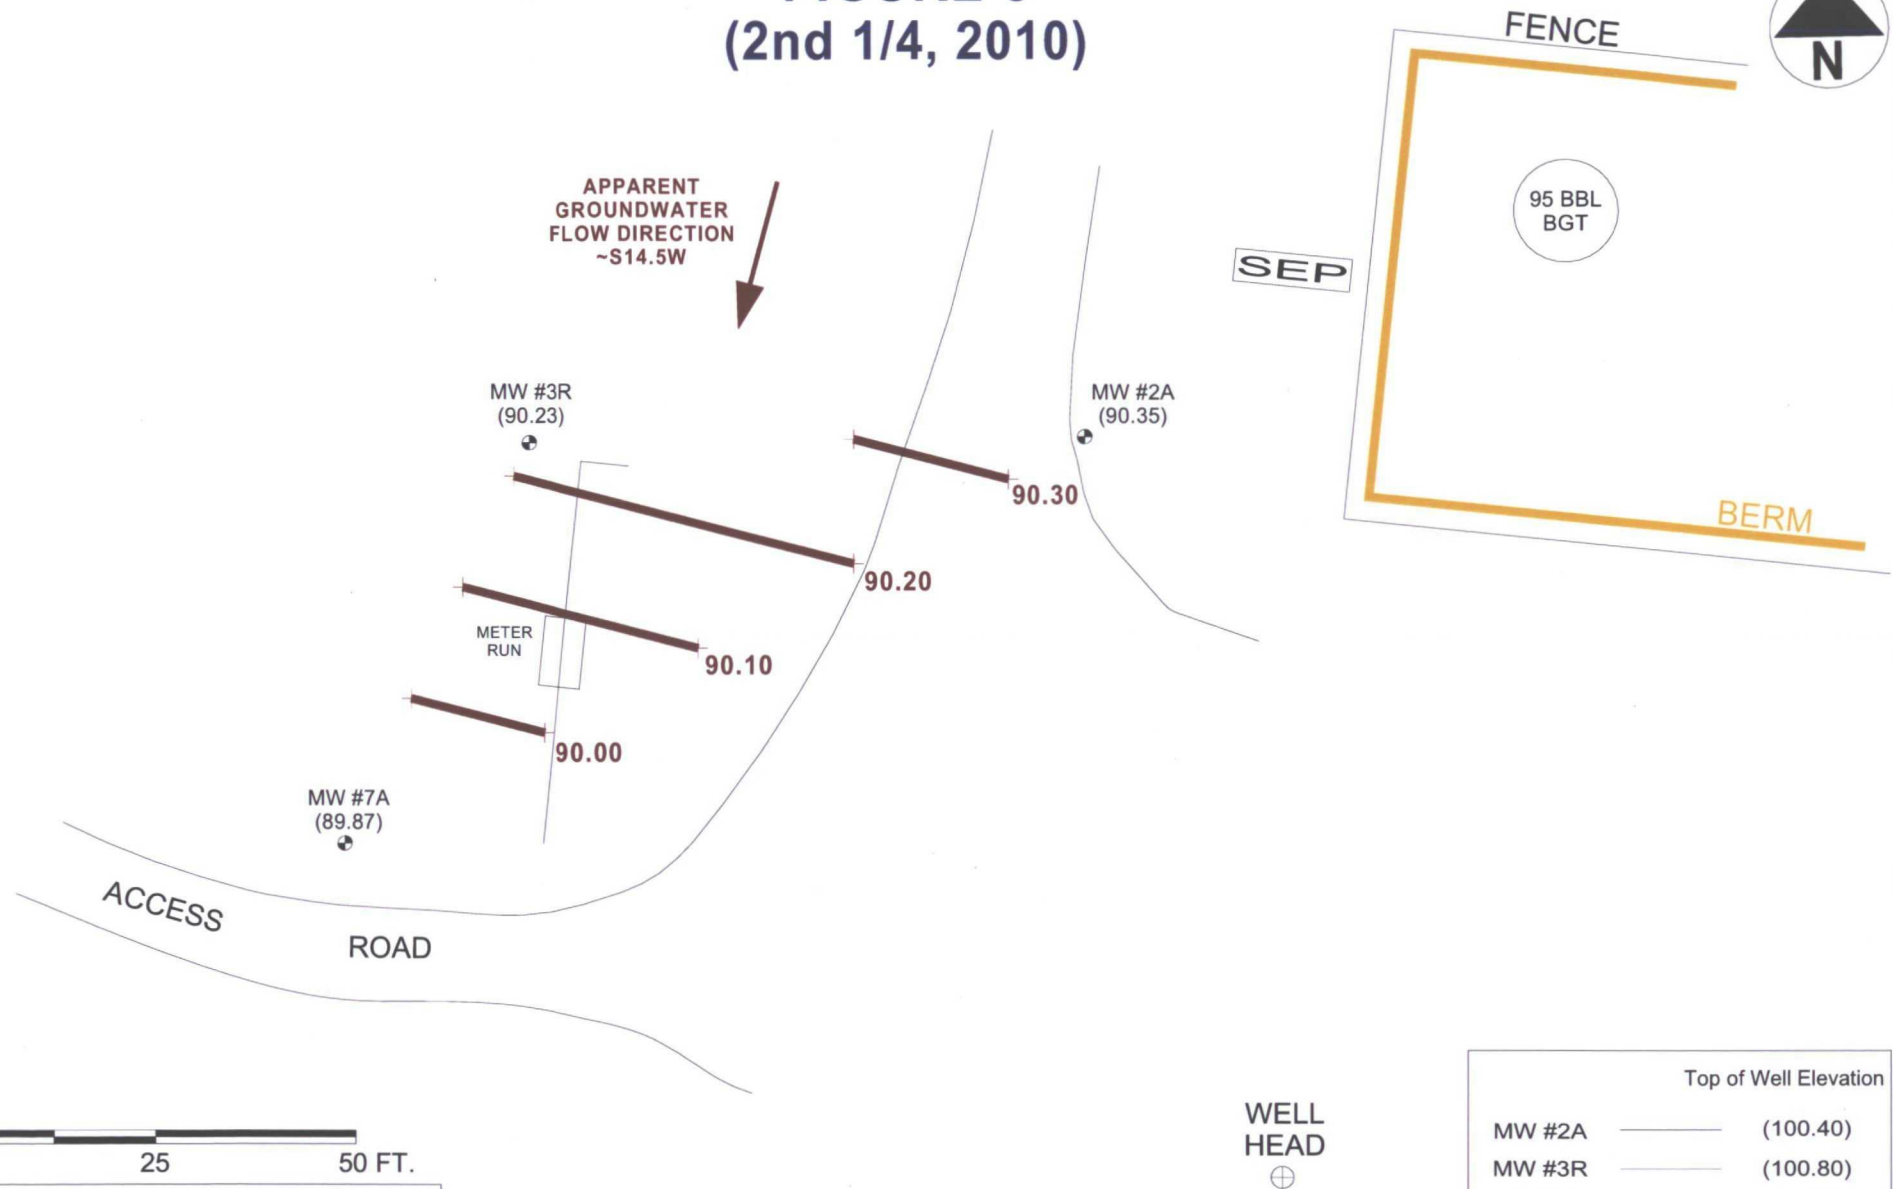 (2nd 1/4, 2010)
FENCE
N
APPARENT
GROUNDWATER
FLOW DIRECTION
~S14.5W
95 BBL
BGT
SEP
MW #3R
(90.23)
MW #2A
(90.35)
90.30
BERM
90.20
METER
RUN
90.10
90.00
MW #7A
(89.87)
ACCESS
ROAD
25
50 FT.
WELL
HEAD
Top of Well Elevation
MW #2A (100.40)
MW #3R (100.80)